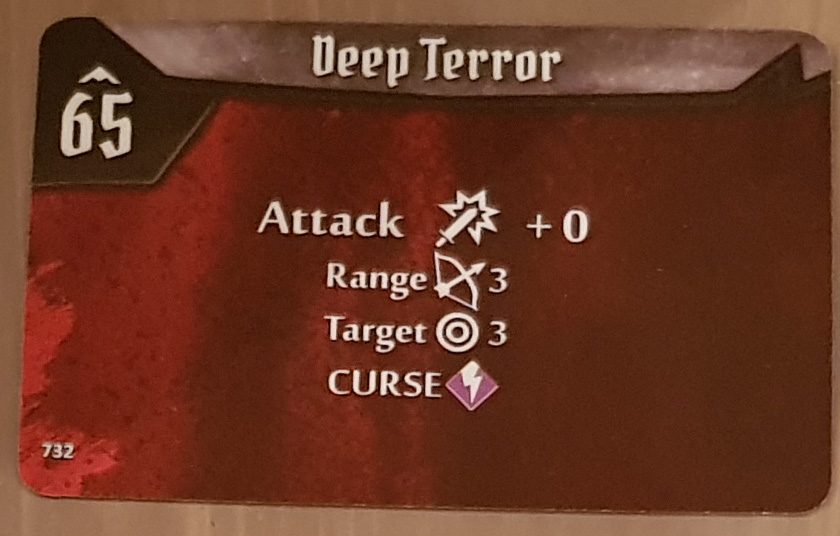 Deep Terror
65
Attack + 0
Range 3
Target 3
CURSE
732